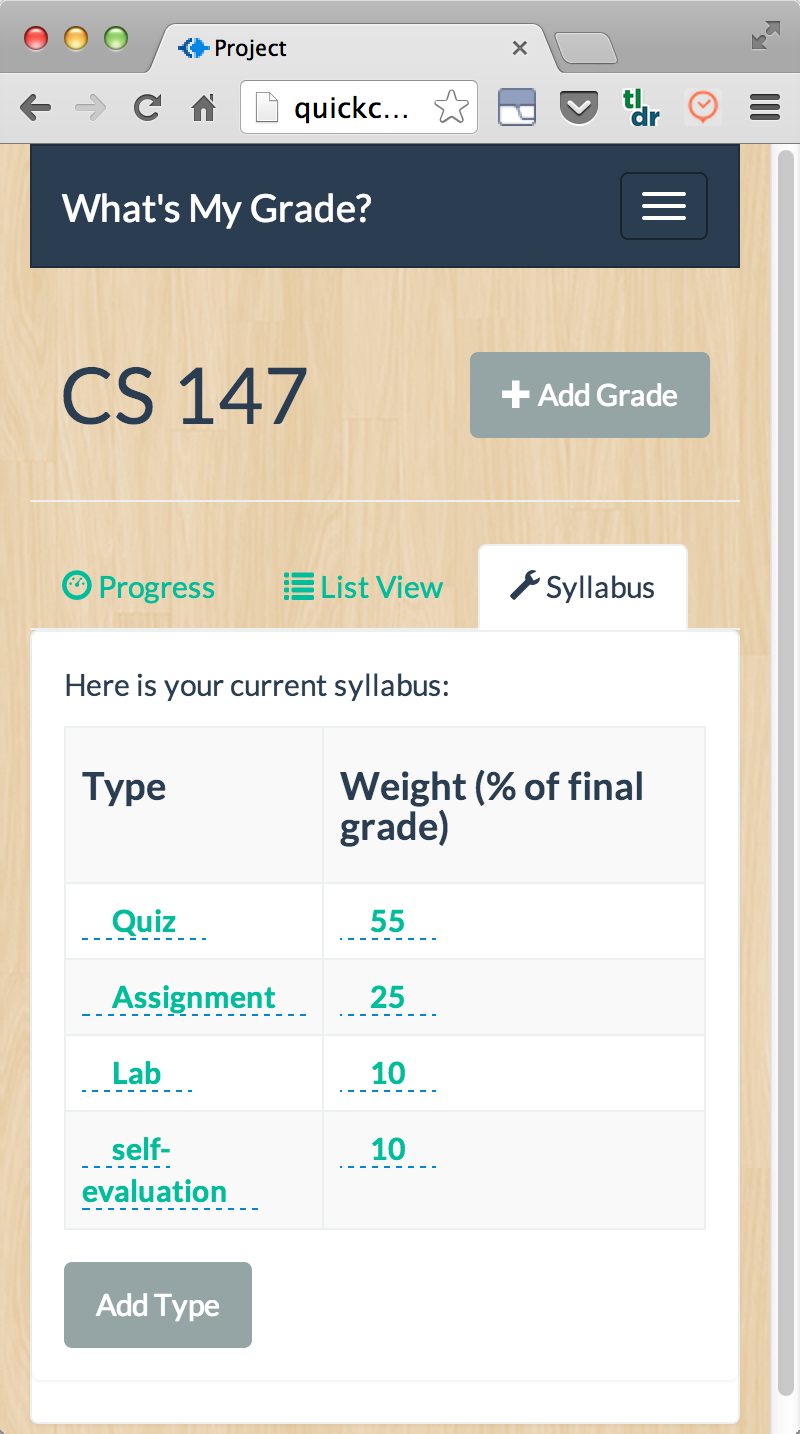 Project
quickc...
tl
dr
What's My Grade?
CS 147
Add Grade
Progress
List View
Syllabus
Here is your current syllabus:
Type
Weight (% of final
grade)
Quiz
55
Assignment
25
Lab
10
self-
evaluation
10
Add Type